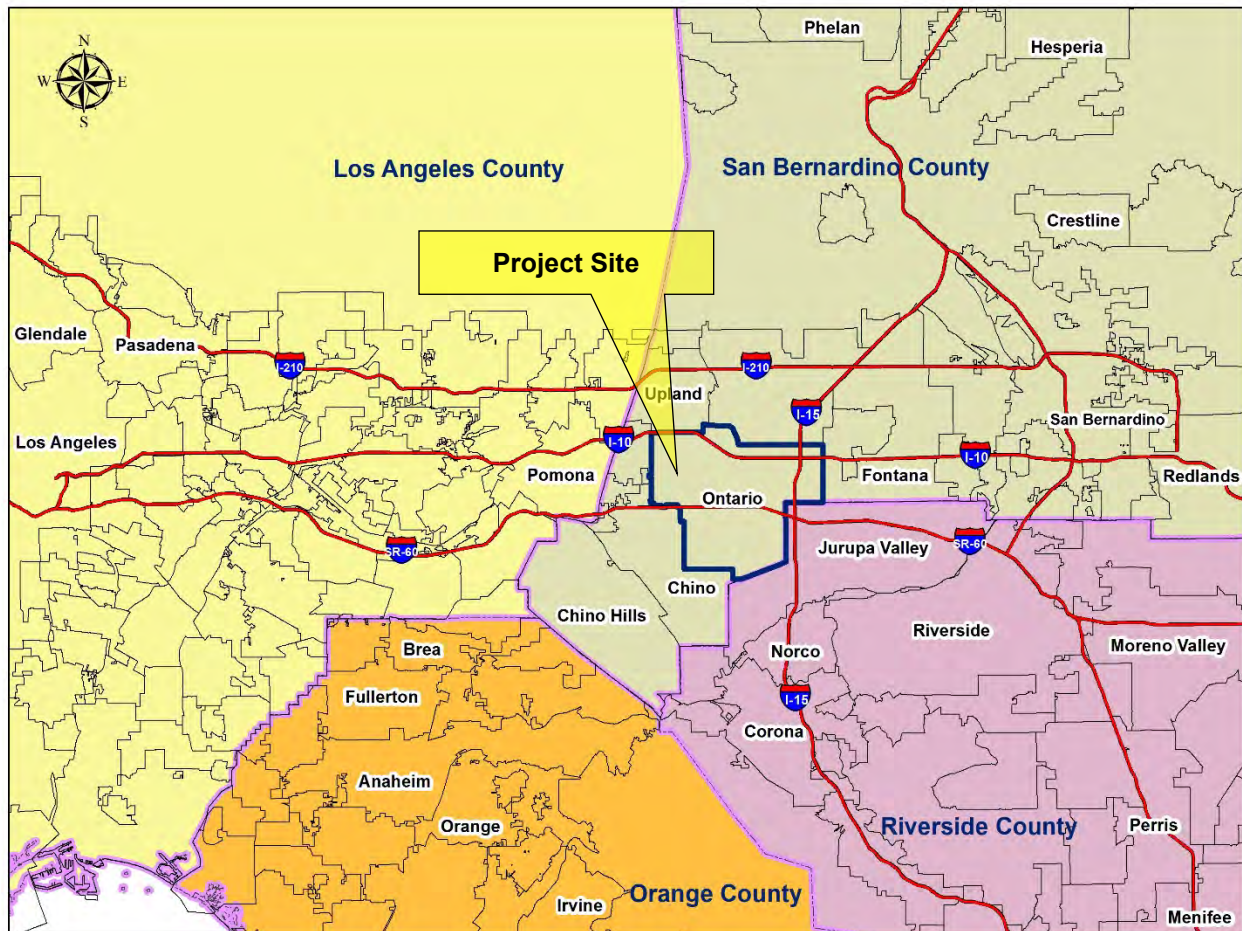 Phelan
Hesperia
N
W E
S
Los Angeles County
San Bernardino County
Crestline
Project Site
Glendale
Pasadena
I-210
I-210
Upland
I-15
San Bernardino
Los Angeles
I-10
I-10
Pomona
Fontana
Redlands
Ontario
SR-60
SR-60
Jurupa Valley
Chino
Chino Hills
Riverside
Brea
Norco
Moreno Valley
Fullerton
I-15
Corona
Anaheim
Orange
Riverside County
Perris
Orange County
Irvine
Menifee